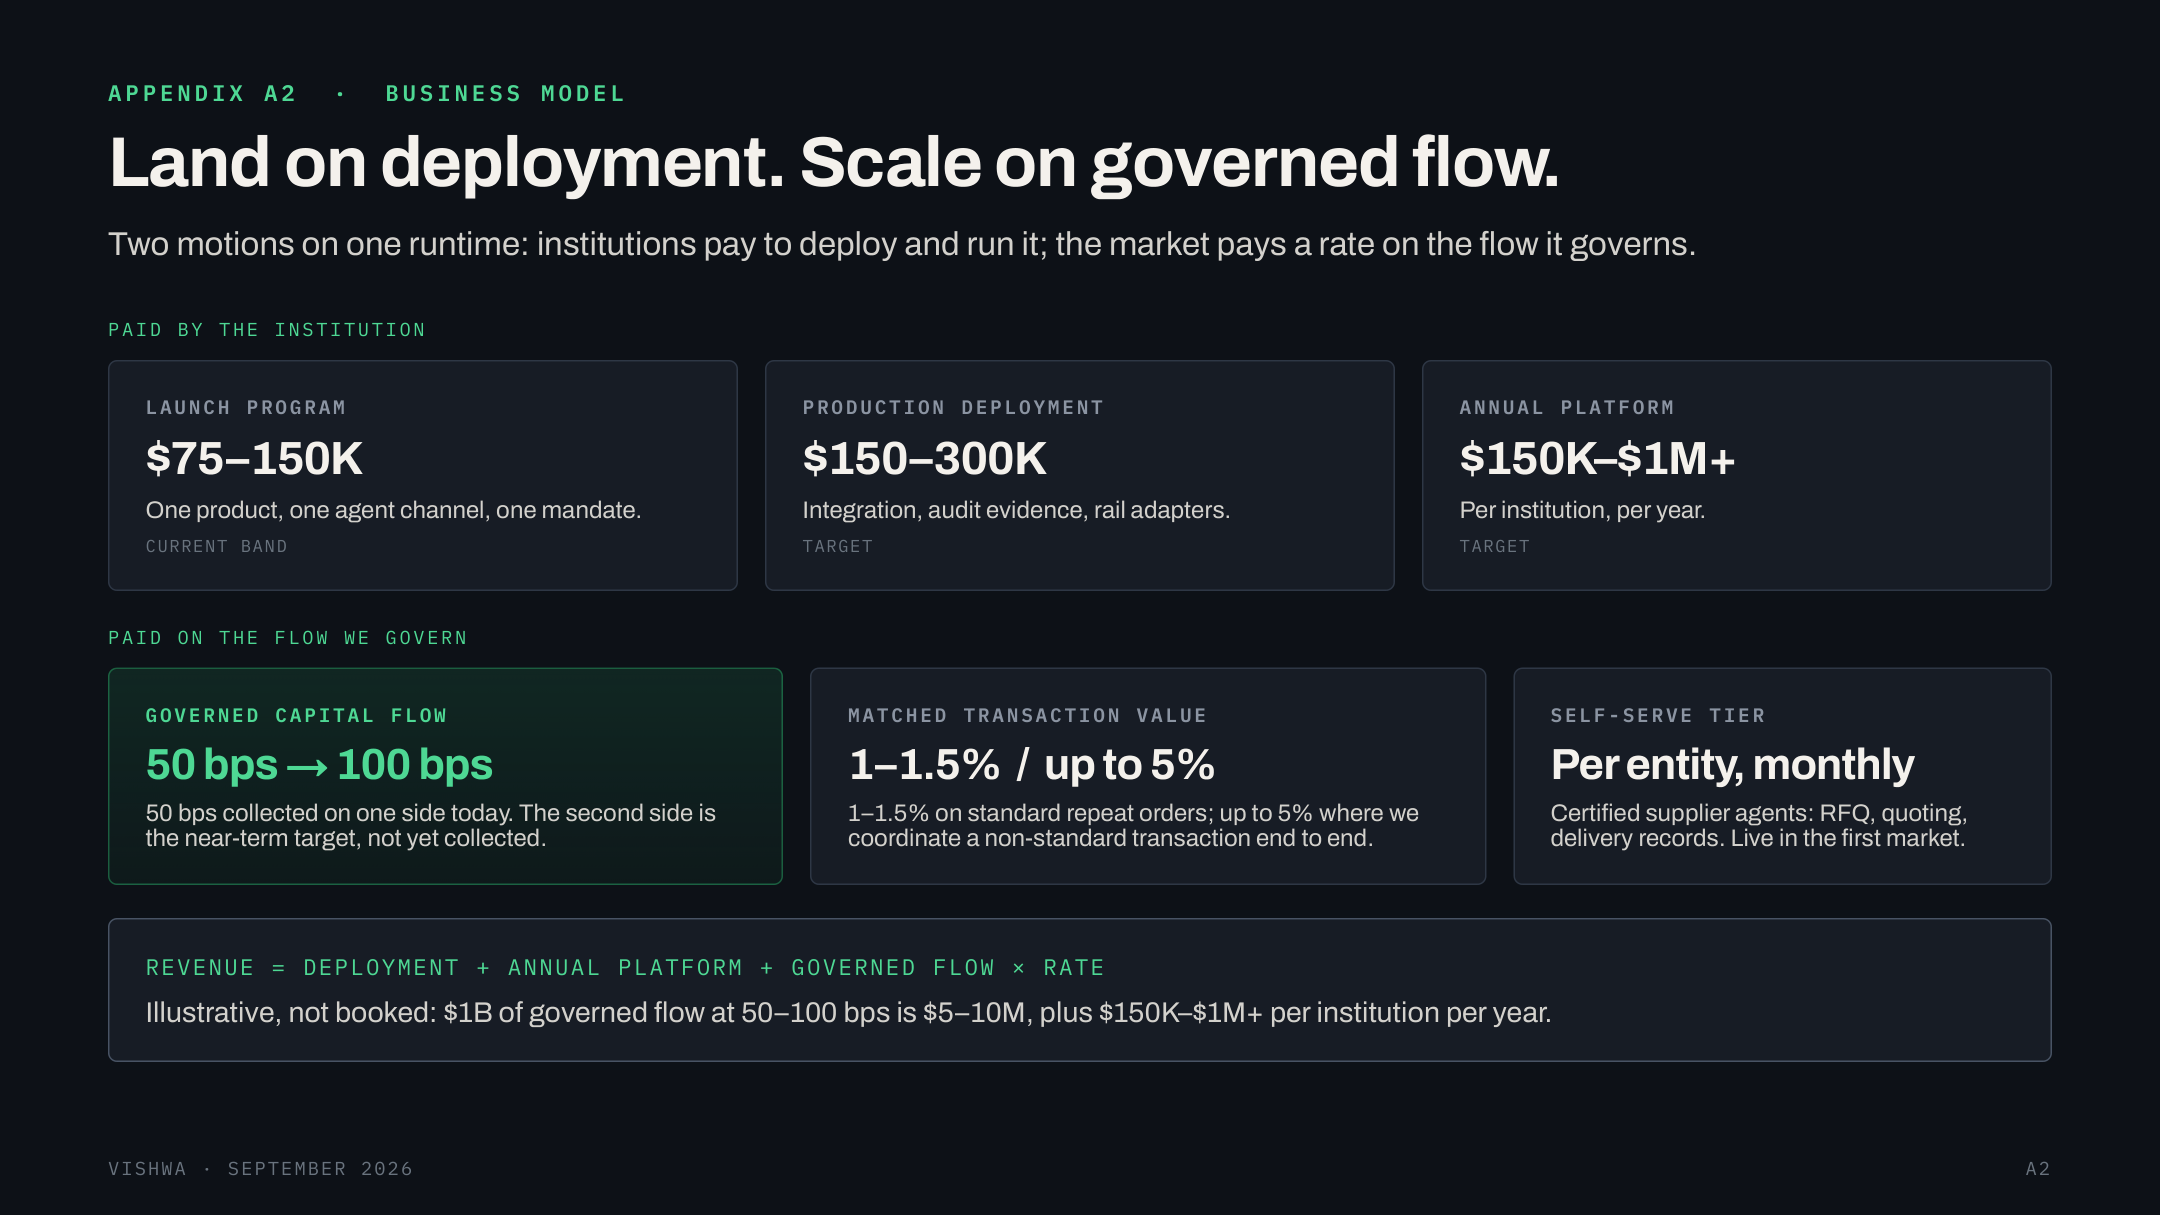 APPENDIX A2 · BUSINESS MODEL
Land on deployment. Scale on governed flow.
Two motions on one runtime: institutions pay to deploy and run it; the market pays a rate on the flow it governs.
PAID BY THE INSTITUTION
LAUNCH PROGRAM
$75–150K
One product, one agent channel, one mandate.
CURRENT BAND
PRODUCTION DEPLOYMENT
$150–300K
Integration, audit evidence, rail adapters.
TARGET
ANNUAL PLATFORM
$150K–$1M+
Per institution, per year.
TARGET
PAID ON THE FLOW WE GOVERN
GOVERNED CAPITAL FLOW
50 bps → 100 bps
50 bps collected on one side today. The second side is
the near-term target, not yet collected.
MATCHED TRANSACTION VALUE
1–1.5% / up to 5%
1–1.5% on standard repeat orders; up to 5% where we
coordinate a non-standard transaction end to end.
SELF-SERVE TIER
Per entity, monthly
Certified supplier agents: RFQ, quoting,
delivery records. Live in the first market.
REVENUE = DEPLOYMENT + ANNUAL PLATFORM + GOVERNED FLOW × RATE
Illustrative, not booked: $1B of governed flow at 50–100 bps is $5–10M, plus $150K–$1M+ per institution per year.
VISHWA · SEPTEMBER 2026
A2